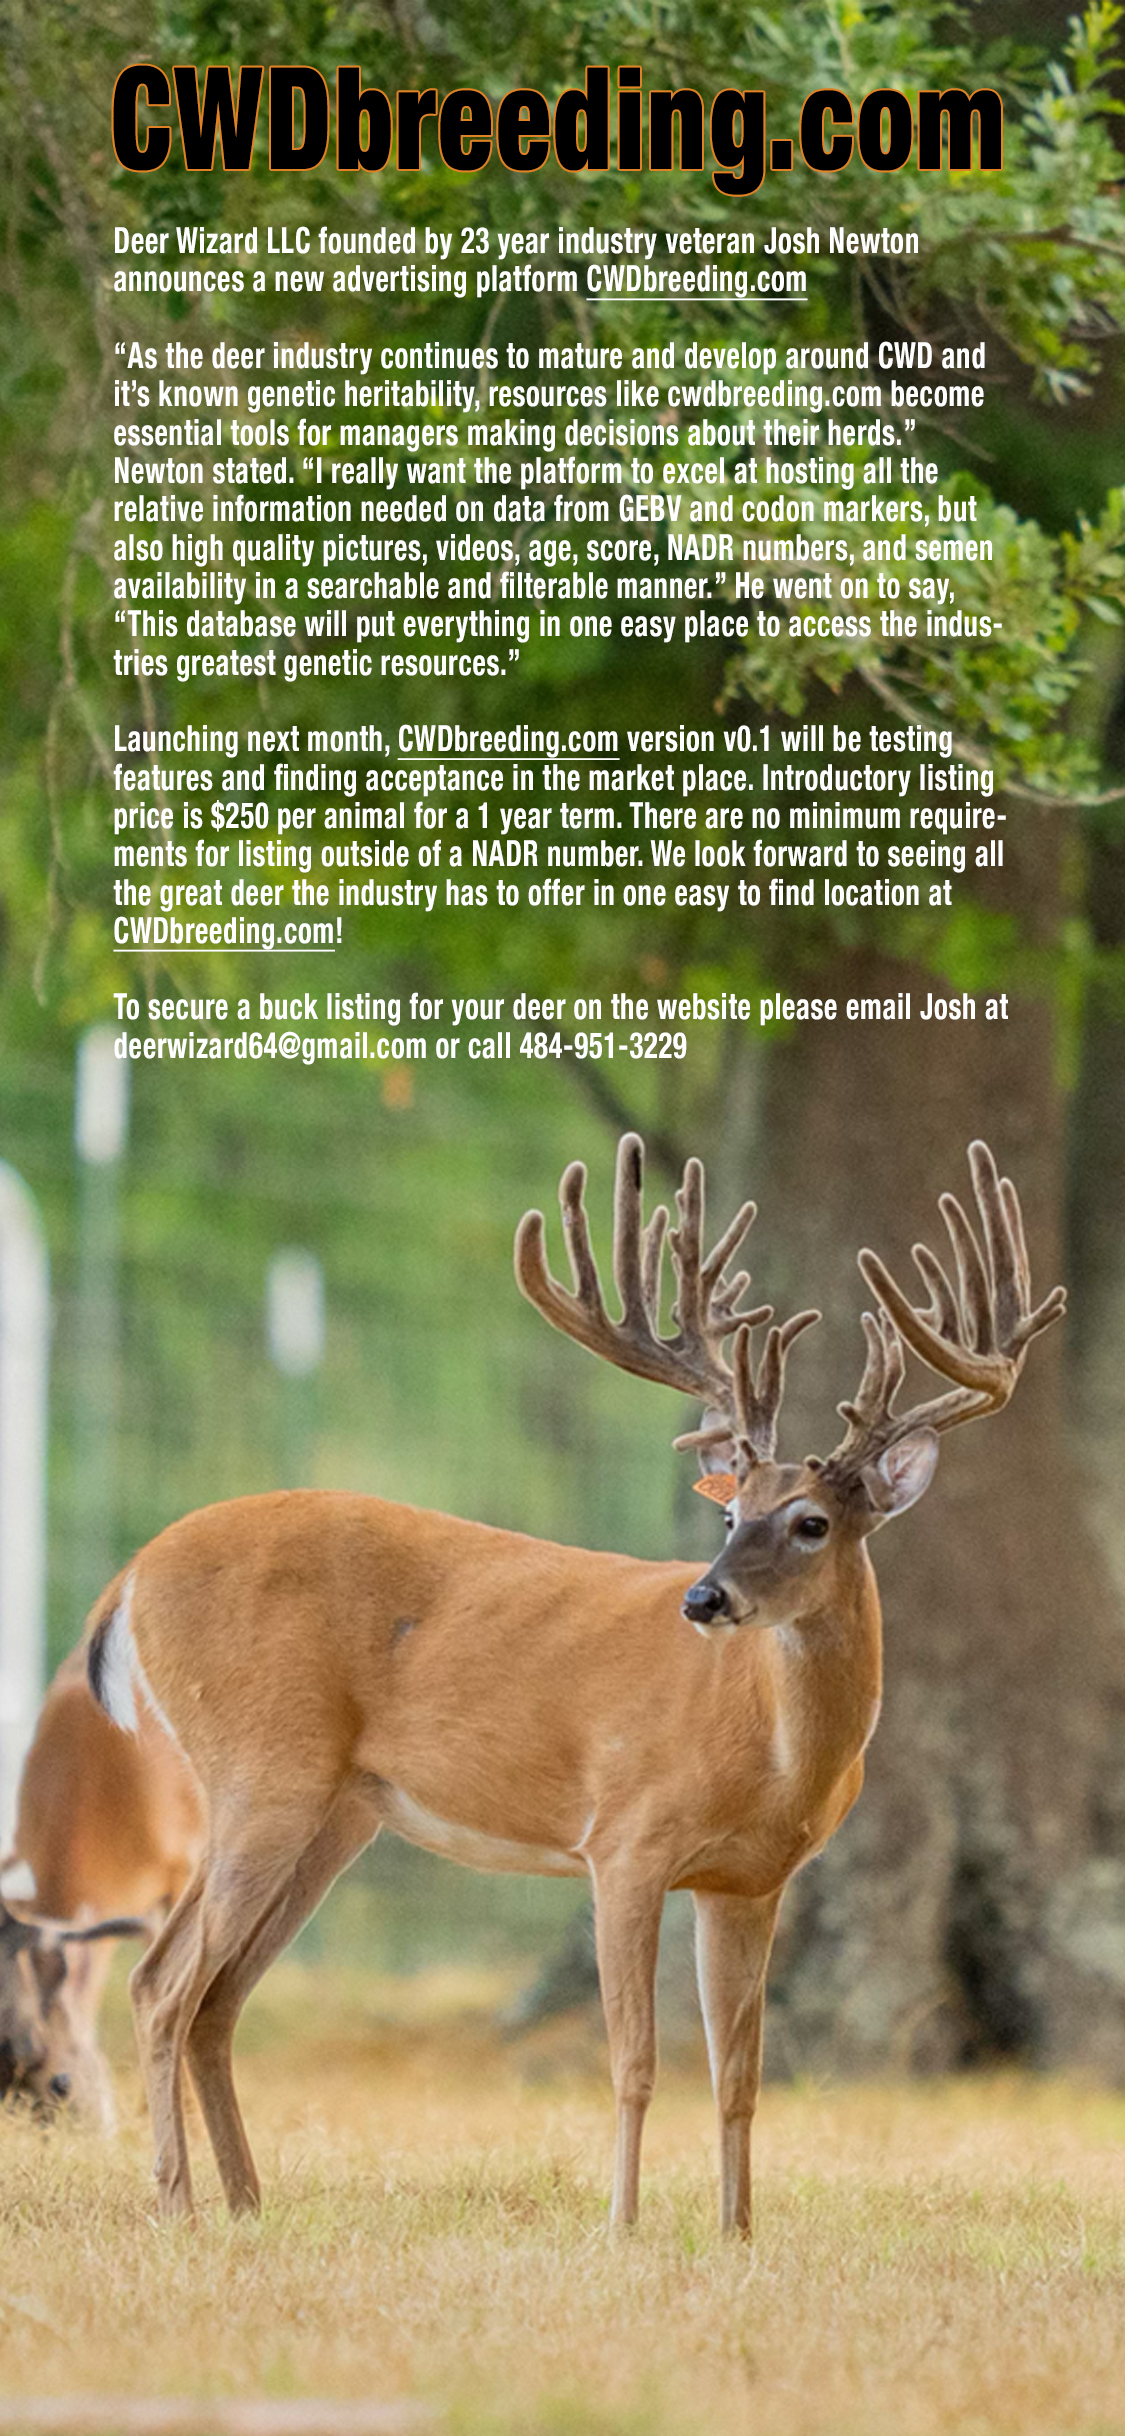 CWDbreeding.com
Deer Wizard LLC founded by 23 year industry veteran Josh Newton
announces a new advertising platform CWDbreeding.com
“As the deer industry continues to mature and develop around CWD and
it’s known genetic heritability, resources like cwdbreeding.com become
essential tools for managers making decisions about their herds.”
Newton stated. “I really want the platform to excel at hosting all the
relative information needed on data from GEBV and codon markers, but
also high quality pictures, videos, age, score, NADR numbers, and semen
availability in a searchable and filterable manner.” He went on to say,
“This database will put everything in one easy place to access the indus-
tries greatest genetic resources.”
Launching next month, CWDbreeding.com version v0.1 will be testing
features and finding acceptance in the market place. Introductory listing
price is $250 per animal for a 1 year term. There are no minimum require-
ments for listing outside of a NADR number. We look forward to seeing all
the great deer the industry has to offer in one easy to find location at
CWDbreeding.com!
To secure a buck listing for your deer on the website please email Josh at
deerwizard64@gmail.com or call 484-951-3229